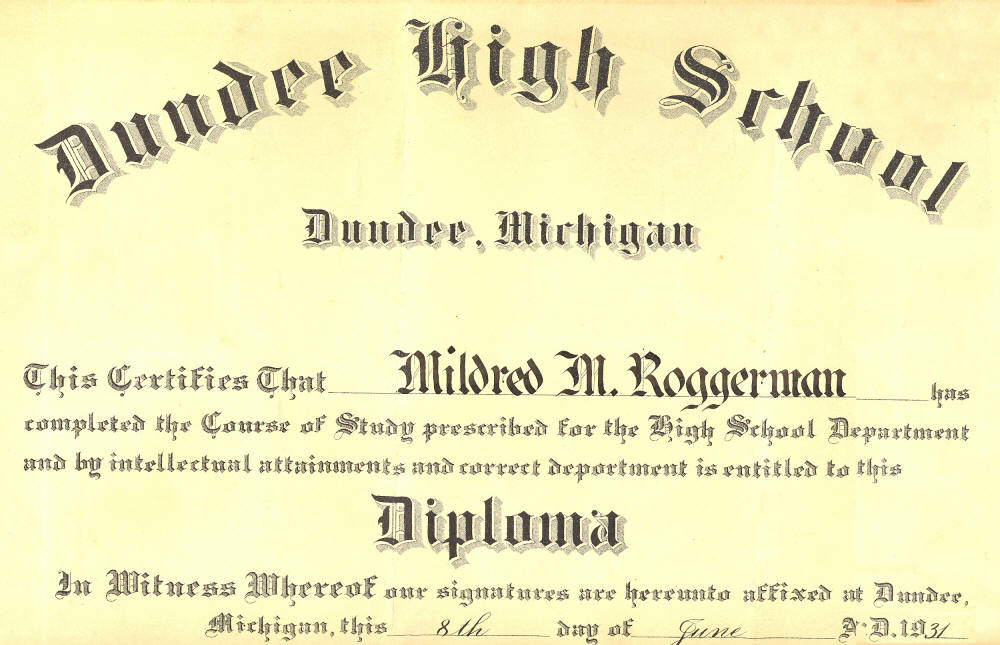 Dundee High School
Dundee, Michigan
This Certifies That Mildred M. Roggerman has
completed the Course of Study prescribed for the High School Department
and by intellectual attainments and correct deportment is entitled to this
Diploma
In Witness Whereof our signatures are hereunto affixed at Dundee,
Michigan, this 8th day of June A.D. 1931